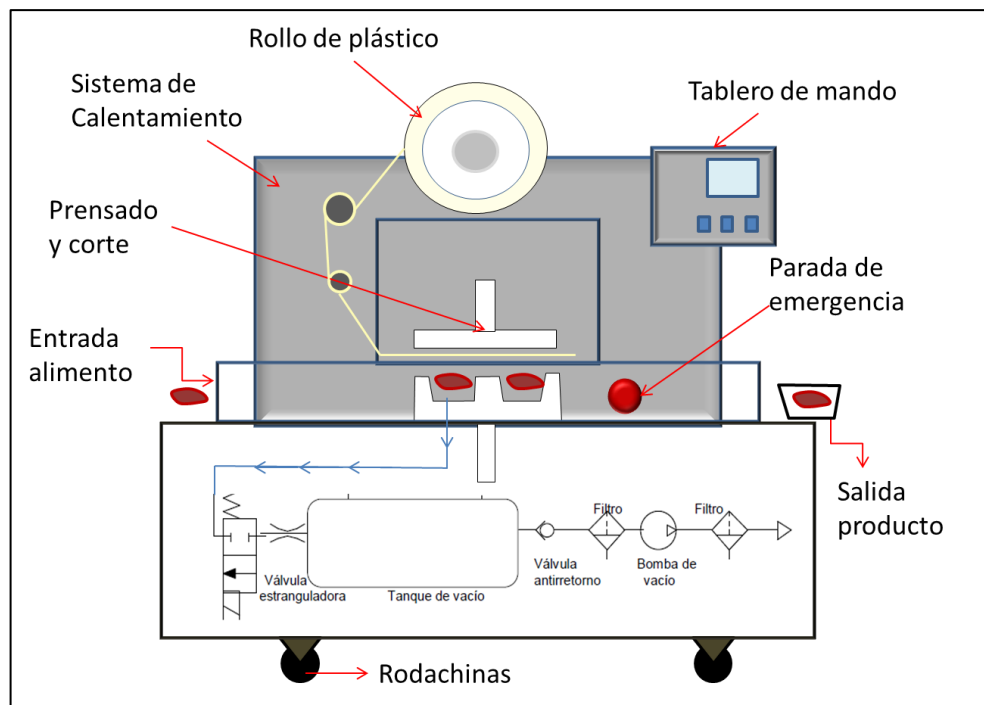 Rollo de plástico
Sistema de
Calentamiento
Tablero de mando
Prensado
y corte
Parada de
emergencia
Entrada
alimento
Salida
producto
Filtro
Filtro
Válvula
estranguladora
Tanque de vacío
Válvula
antirretorno
Bomba de
vacío
Rodachinas